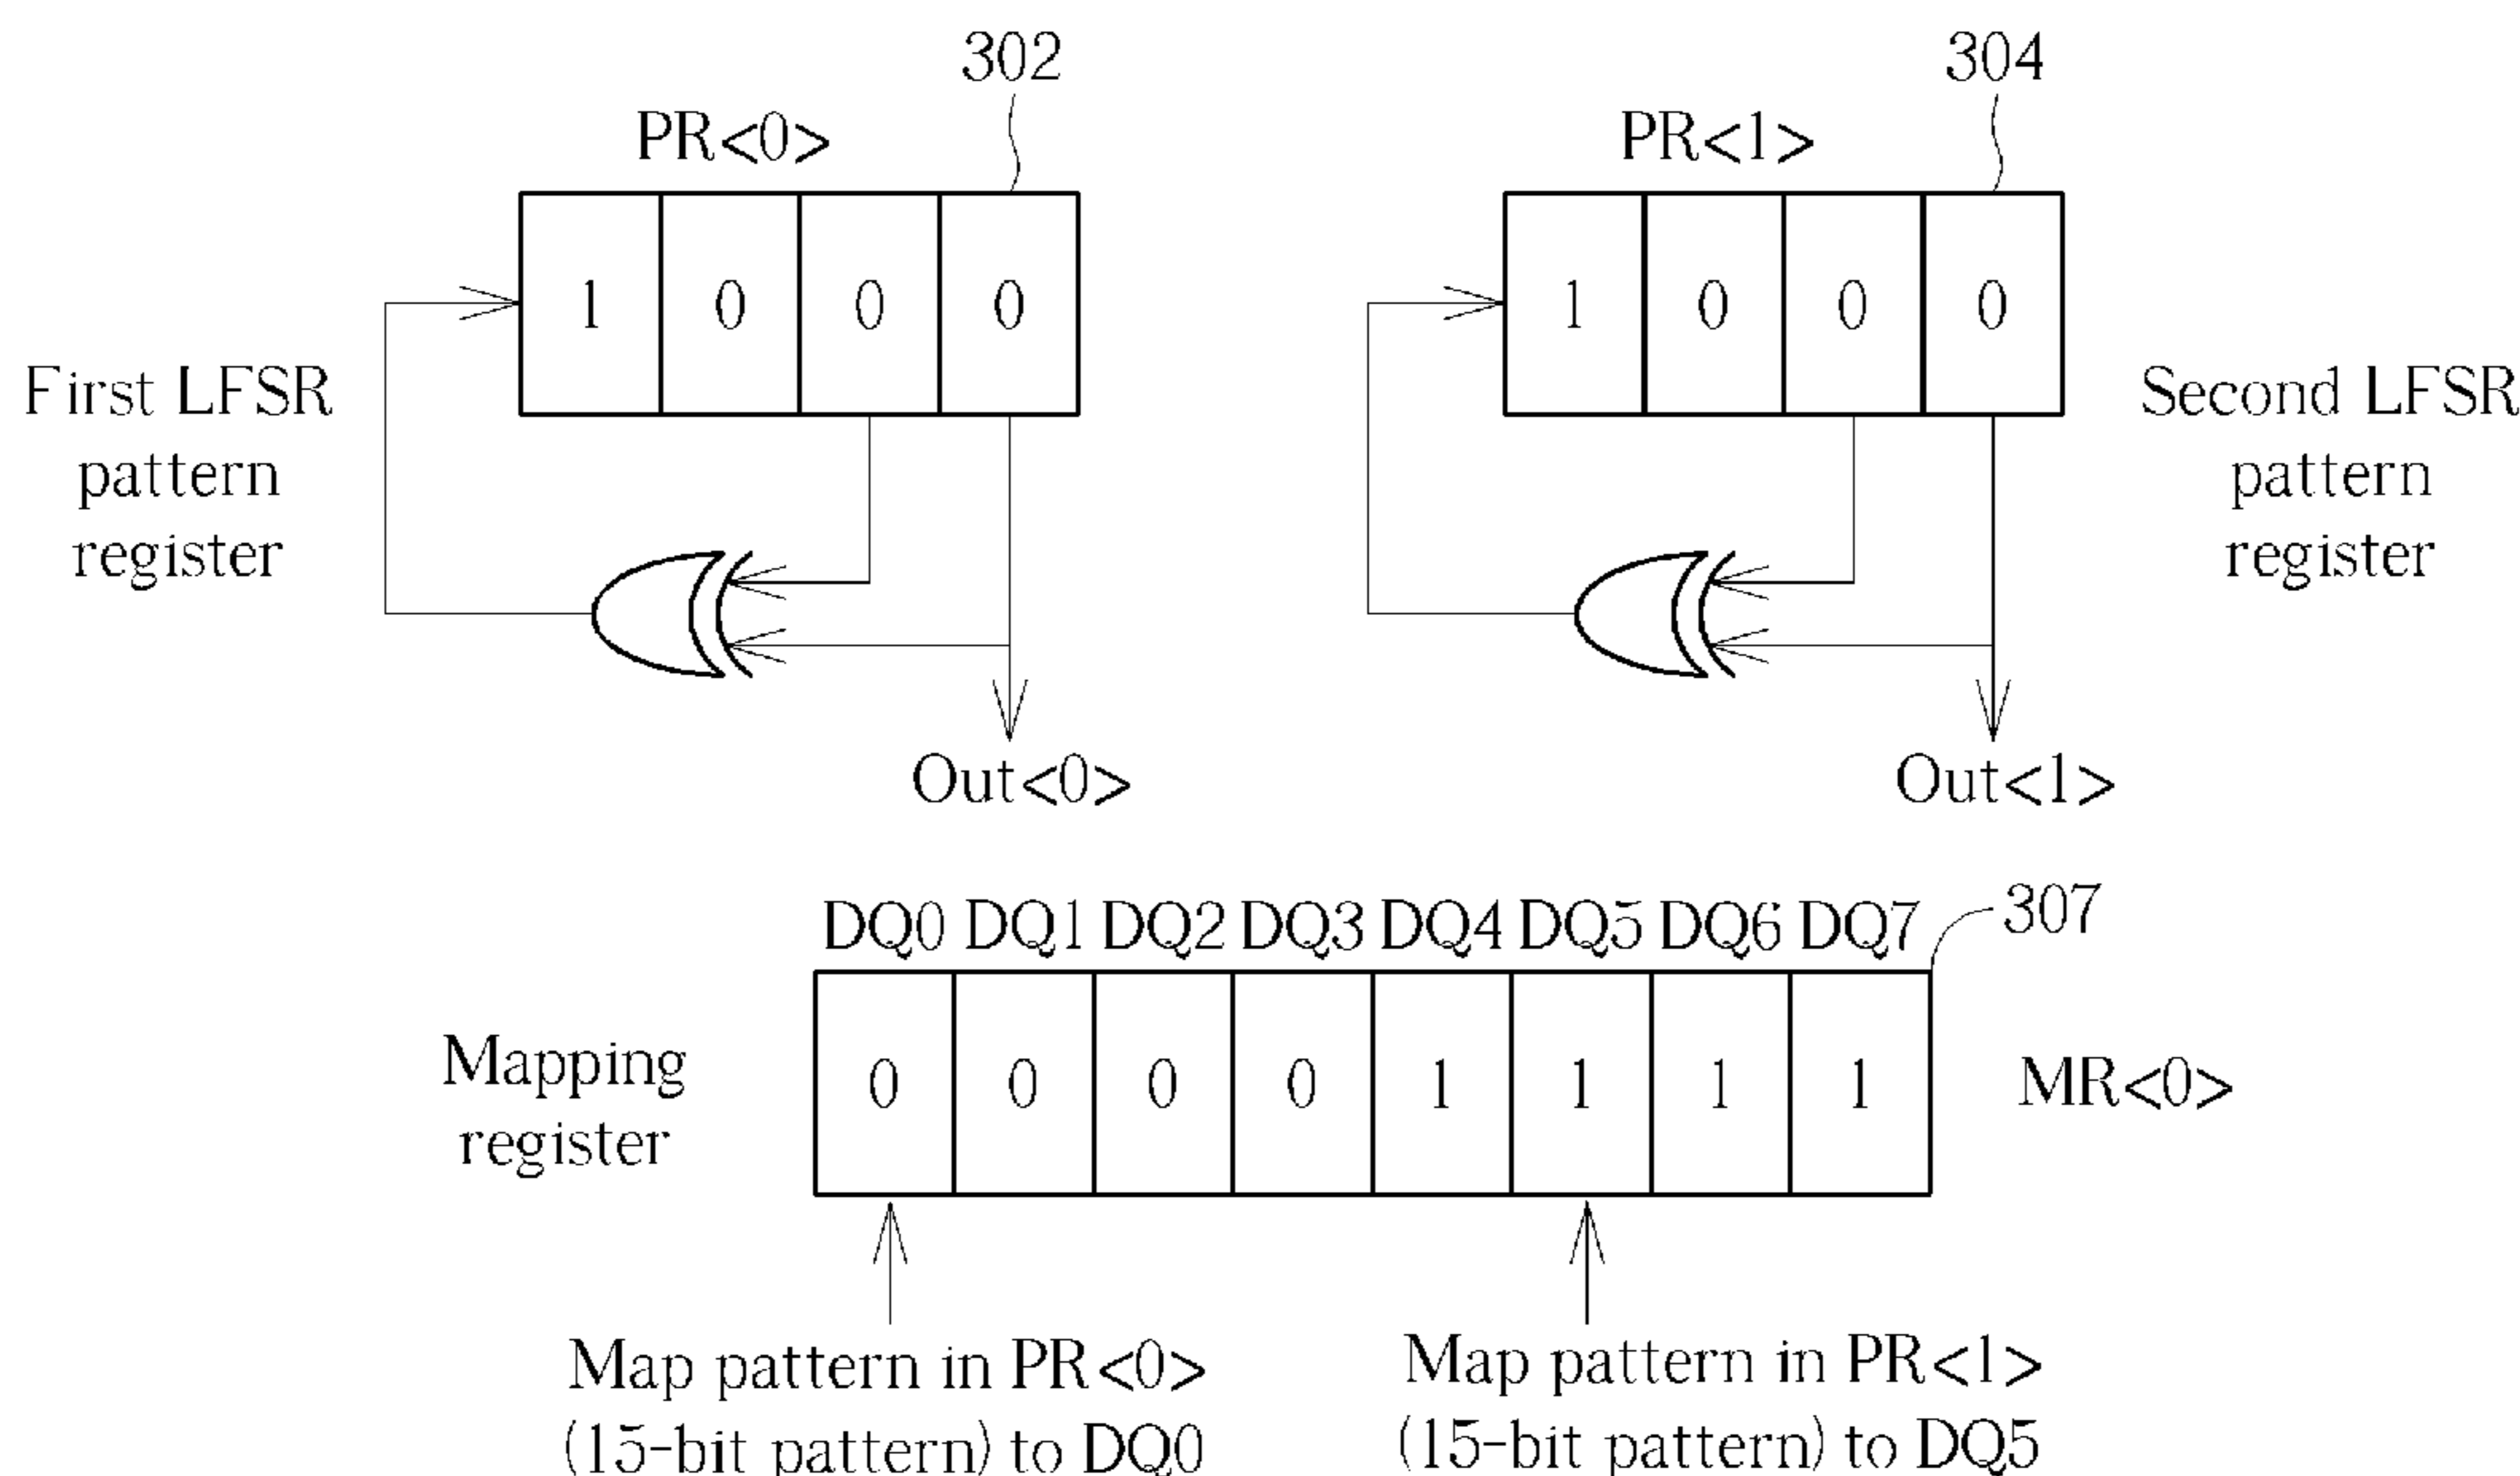 302
304
PR<0>
PR<1>
1 0 0 0
1 0 0 0
First LFSR
pattern
register
Second LFSR
pattern
register
Out<0>
Out<1>
DQ0 DQ1 DQ2 DQ3 DQ4 DQ5 DQ6 DQ7
307
Mapping
register
0 0 0 0 1 1 1 1
MR<0>
Map pattern in PR<0>
(15-bit pattern) to DQ0
Map pattern in PR<1>
(15-bit pattern) to DQ5